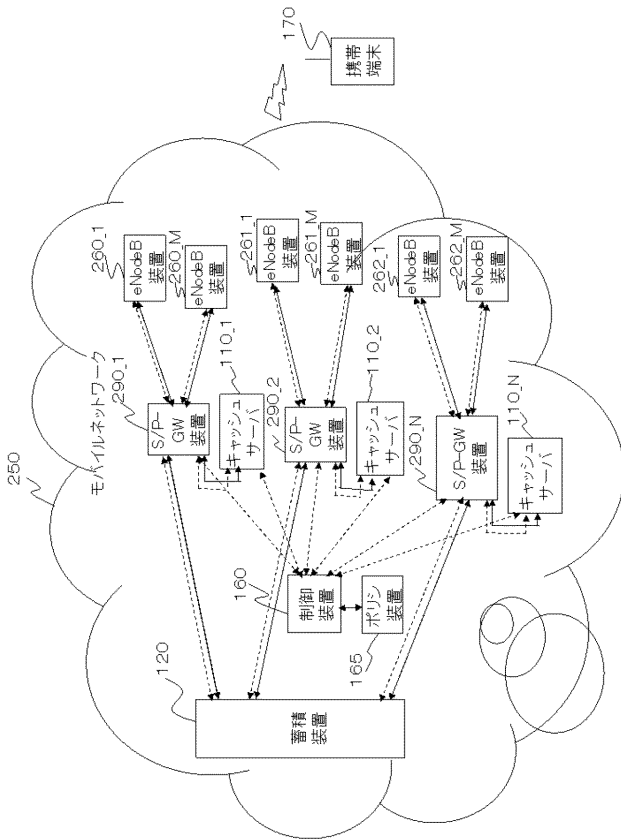 250
モバイルネットワーク
120
蓄積
装置
160
制御
装置
ポリシ装置
165
290_1
S/P-
GW
装置
110_1
キャッシュ
サーバ
290_2
S/P-
GW
装置
110_2
キャッシュ
サーバ
290_N
S/P-GW
装置
110_N
キャッシュ
サーバ
260_1
eNodeB
装置
260_M
eNodeB
装置
261_1
eNodeB
装置
261_M
eNodeB
装置
262_1
eNodeB
装置
262_M
eNodeB
装置
170
携帯
端末